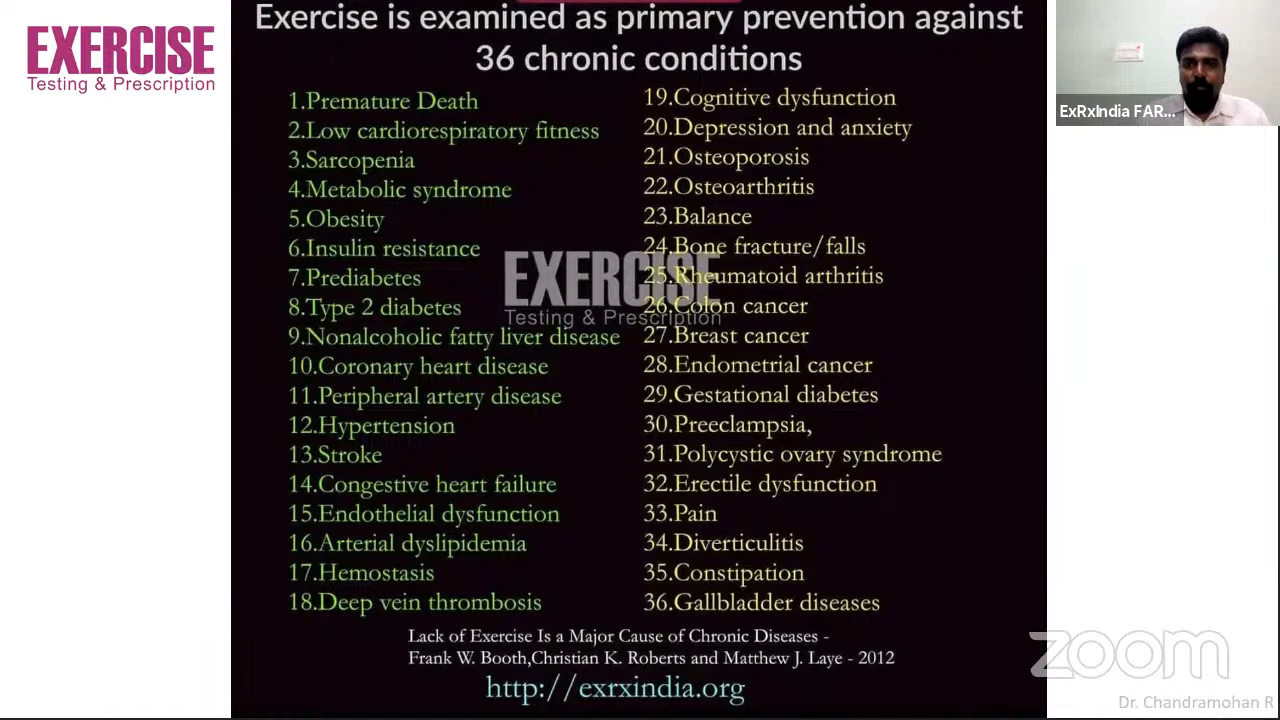 EXERCISE
Testing & Prescription
Exercise is examined as primary prevention against
36 chronic conditions
1.Premature Death
2.Low cardiorespiratory fitness
3.Sarcopenia
4.Metabolic syndrome
5.Obesity
6.Insulin resistance
7.Prediabetes
8.Type 2 diabetes
9.Nonalcoholic fatty liver disease
10.Coronary heart disease
11.Peripheral artery disease
12.Hypertension
13.Stroke
14.Congestive heart failure
15.Endothelial dysfunction
16.Arterial dyslipidemia
17.Hemostasis
18.Deep vein thrombosis
19.Cognitive dysfunction
20.Depression and anxiety
21.Osteoporosis
22.Osteoarthritis
23.Balance
24.Bone fracture/falls
25.Rheumatoid arthritis
26.Colon cancer
27.Breast cancer
28.Endometrial cancer
29.Gestational diabetes
30.Preeclampsia,
31.Polycystic ovary syndrome
32.Erectile dysfunction
33.Pain
34.Diverticulitis
35.Constipation
36.Gallbladder diseases
EXERCISE
Testing & Prescription
Lack of Exercise Is a Major Cause of Chronic Diseases -
Frank W. Booth,Christian K. Roberts and Matthew J. Laye - 2012
http://exrxindia.org
ExRxIndia FAR...
zoom
Dr. Chandramohan R